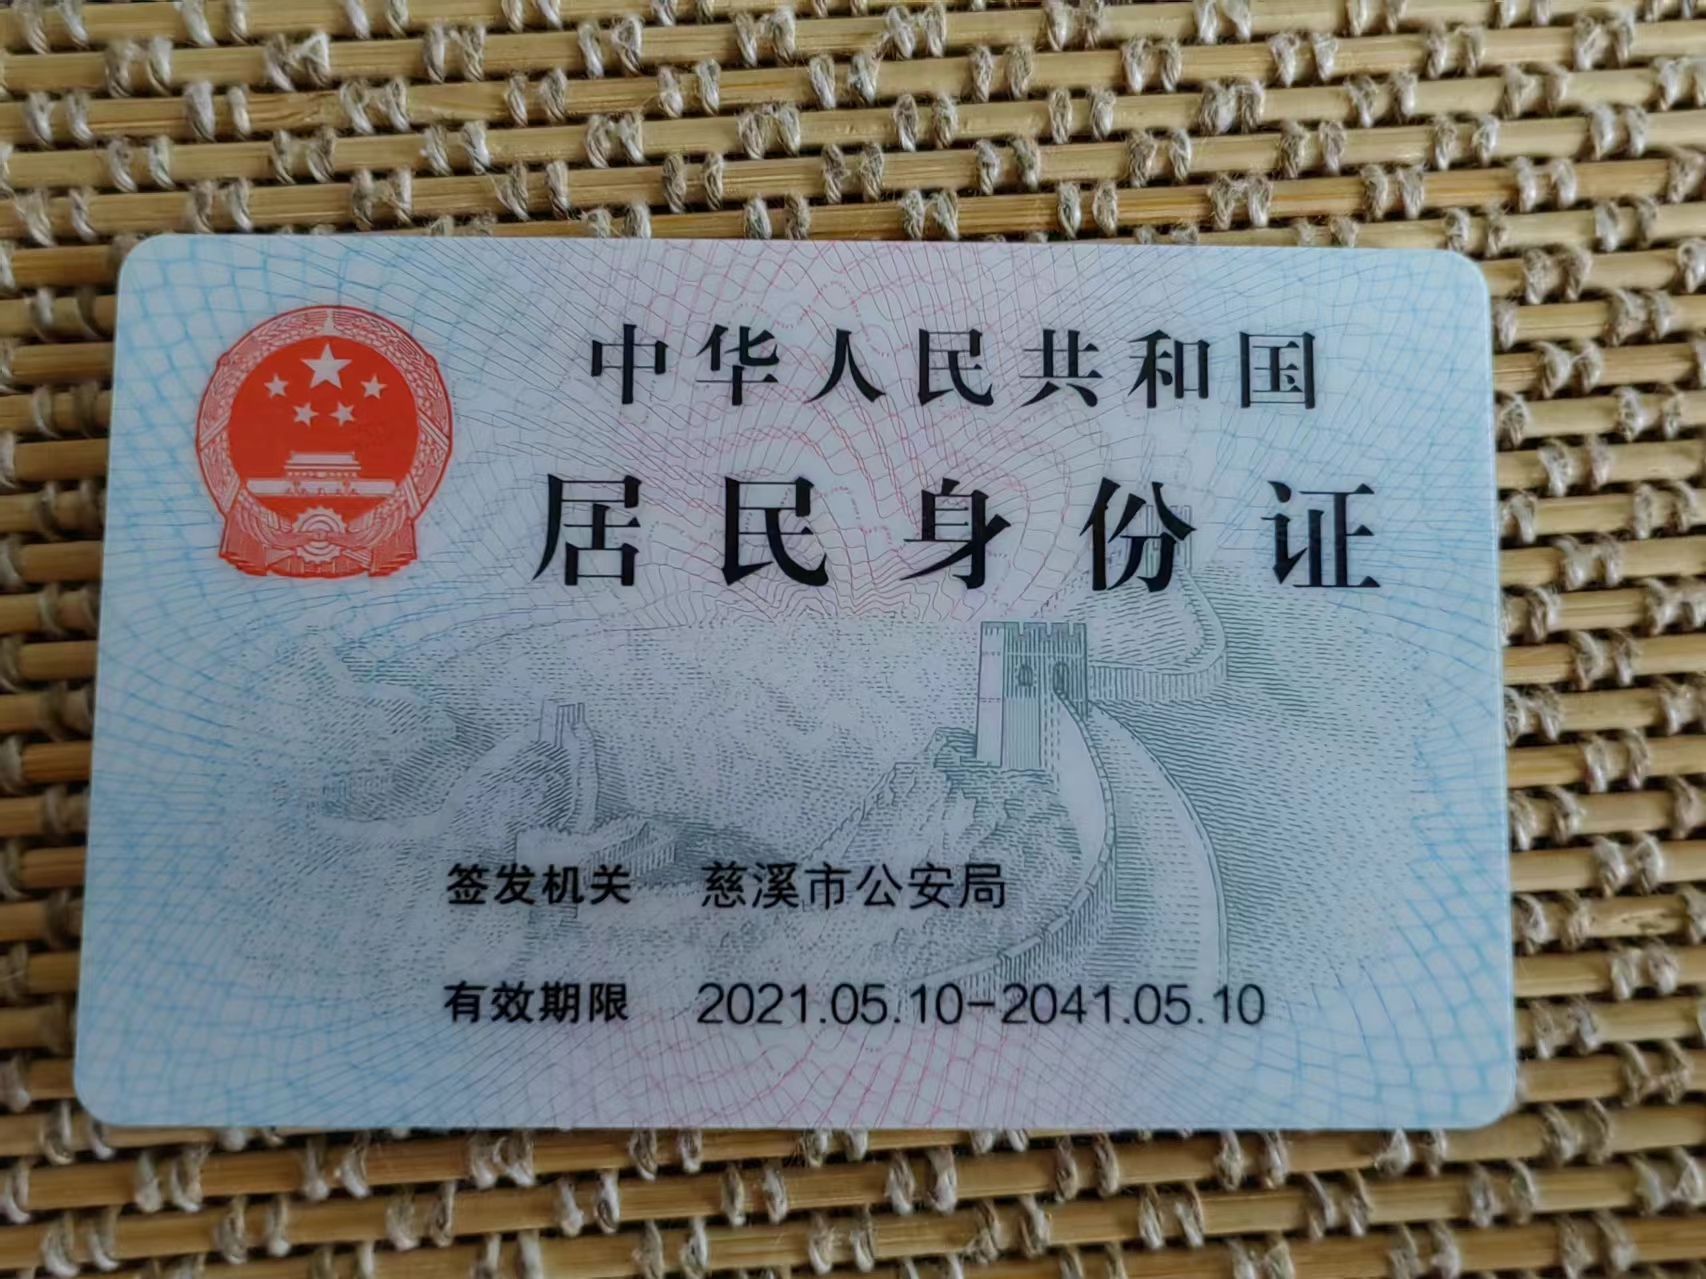 中华人民共和国
居民身份证
签发机关 慈溪市公安局
有效期限 2021.05.10-2041.05.10